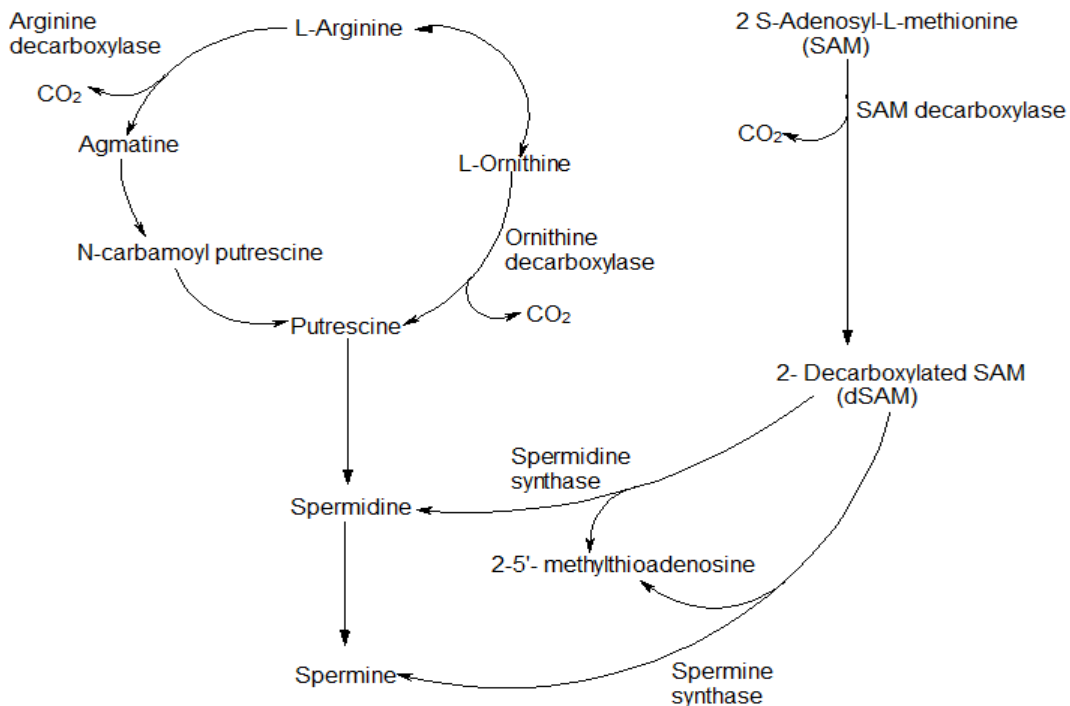 Arginine
decarboxylase
L-Arginine
2 S-Adenosyl-L-methionine
(SAM)
CO₂
SAM decarboxylase
CO₂
Agmatine
L-Ornithine
N-carbamoyl putrescine
Ornithine
decarboxylase
CO₂
Putrescine
2- Decarboxylated SAM
(dSAM)
Spermidine
synthase
Spermidine
2-5'- methylthioadenosine
Spermine
Spermine
synthase